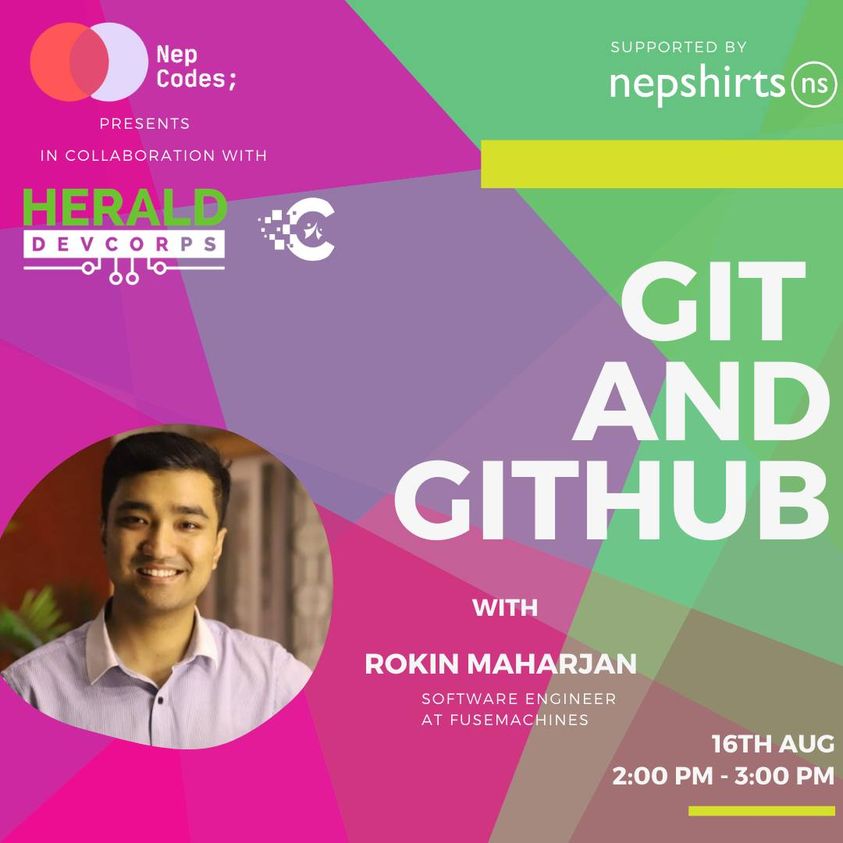 Nep
Codes;
PRESENTS
IN COLLABORATION WITH
HERALD
DEVCORPS
C
SUPPORTED BY
nepshirts ns
GIT
AND
GITHUB
WITH
ROKIN MAHARJAN
SOFTWARE ENGINEER
AT FUSEMACHINES
16TH AUG
2:00 PM - 3:00 PM